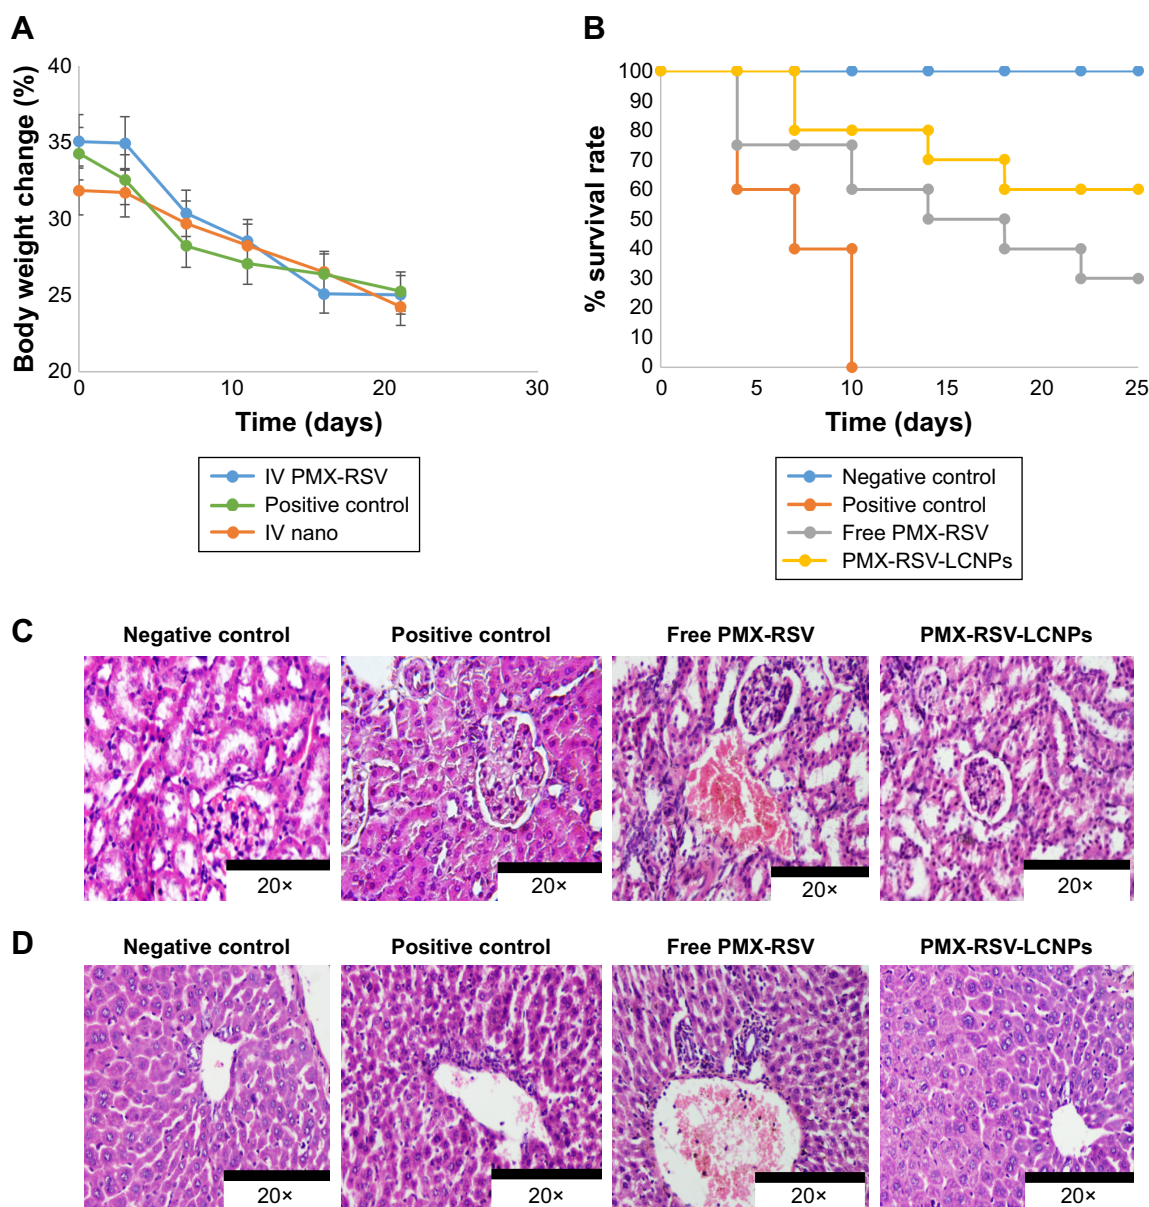 A
B
Body weight change (%)
40
35
30
25
20
0
10
20
30
Time (days)
IV PMX-RSV
Positive control
IV nano
% survival rate
100
90
80
70
60
50
40
30
20
10
0
0
5
10
15
20
25
Time (days)
Negative control
Positive control
Free PMX-RSV
PMX-RSV-LCNPs
C
Negative control
Positive control
Free PMX-RSV
PMX-RSV-LCNPs
20×
20×
20×
20×
D
Negative control
Positive control
Free PMX-RSV
PMX-RSV-LCNPs
20×
20×
20×
20×